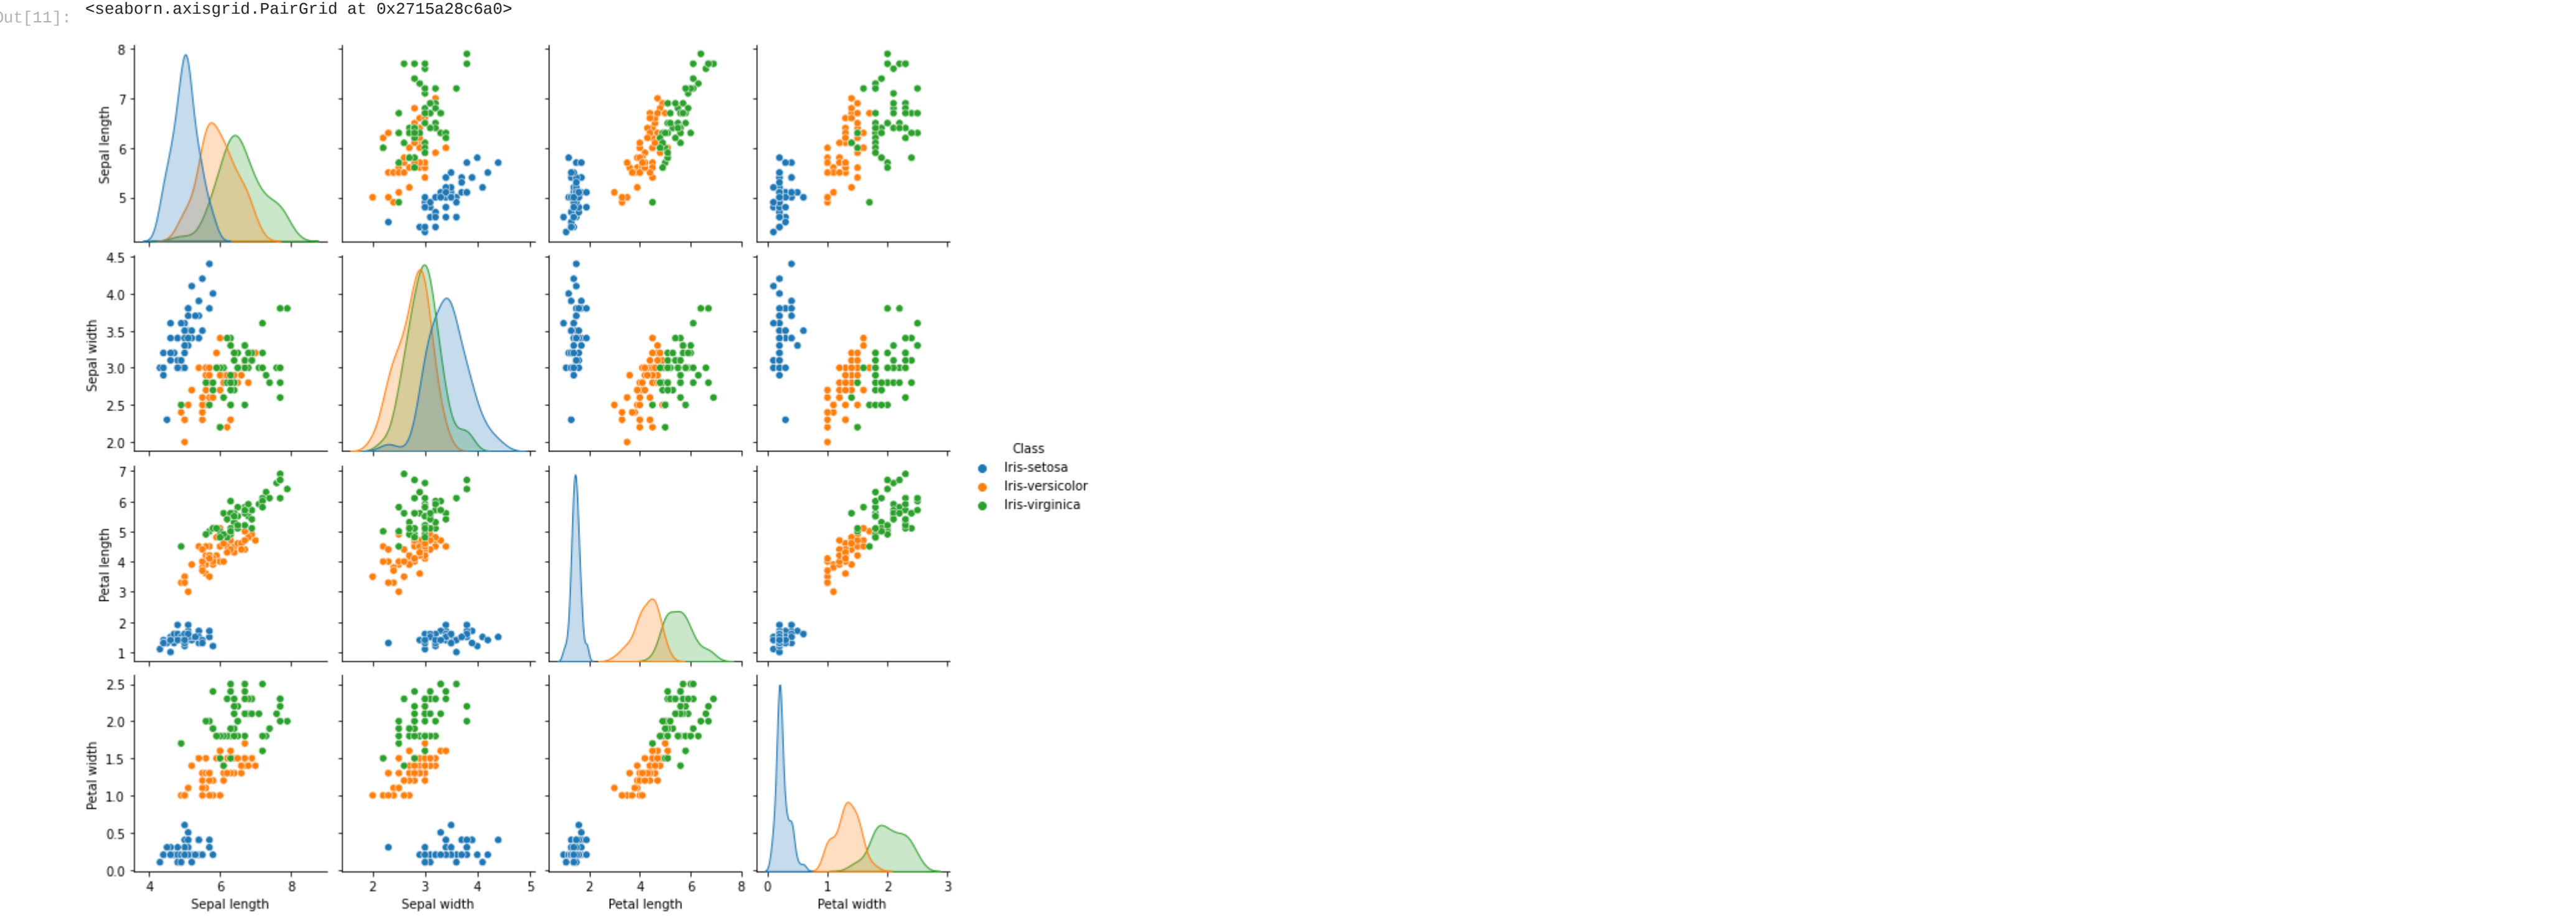 <seaborn.axisgrid.PairGrid at 0x2715a28c6a0>
Out[11]:
8
7
6
5
Sepal length
4.5
4.0
3.5
3.0
2.5
2.0
Sepal width
7
6
5
4
3
2
1
Petal length
2.5
2.0
1.5
1.0
0.5
0.0
Petal width
4 6 8
Sepal length
2 3 4 5
Sepal width
2 4 6 8
Petal length
0 1 2 3
Petal width
Class
Iris-setosa
Iris-versicolor
Iris-virginica